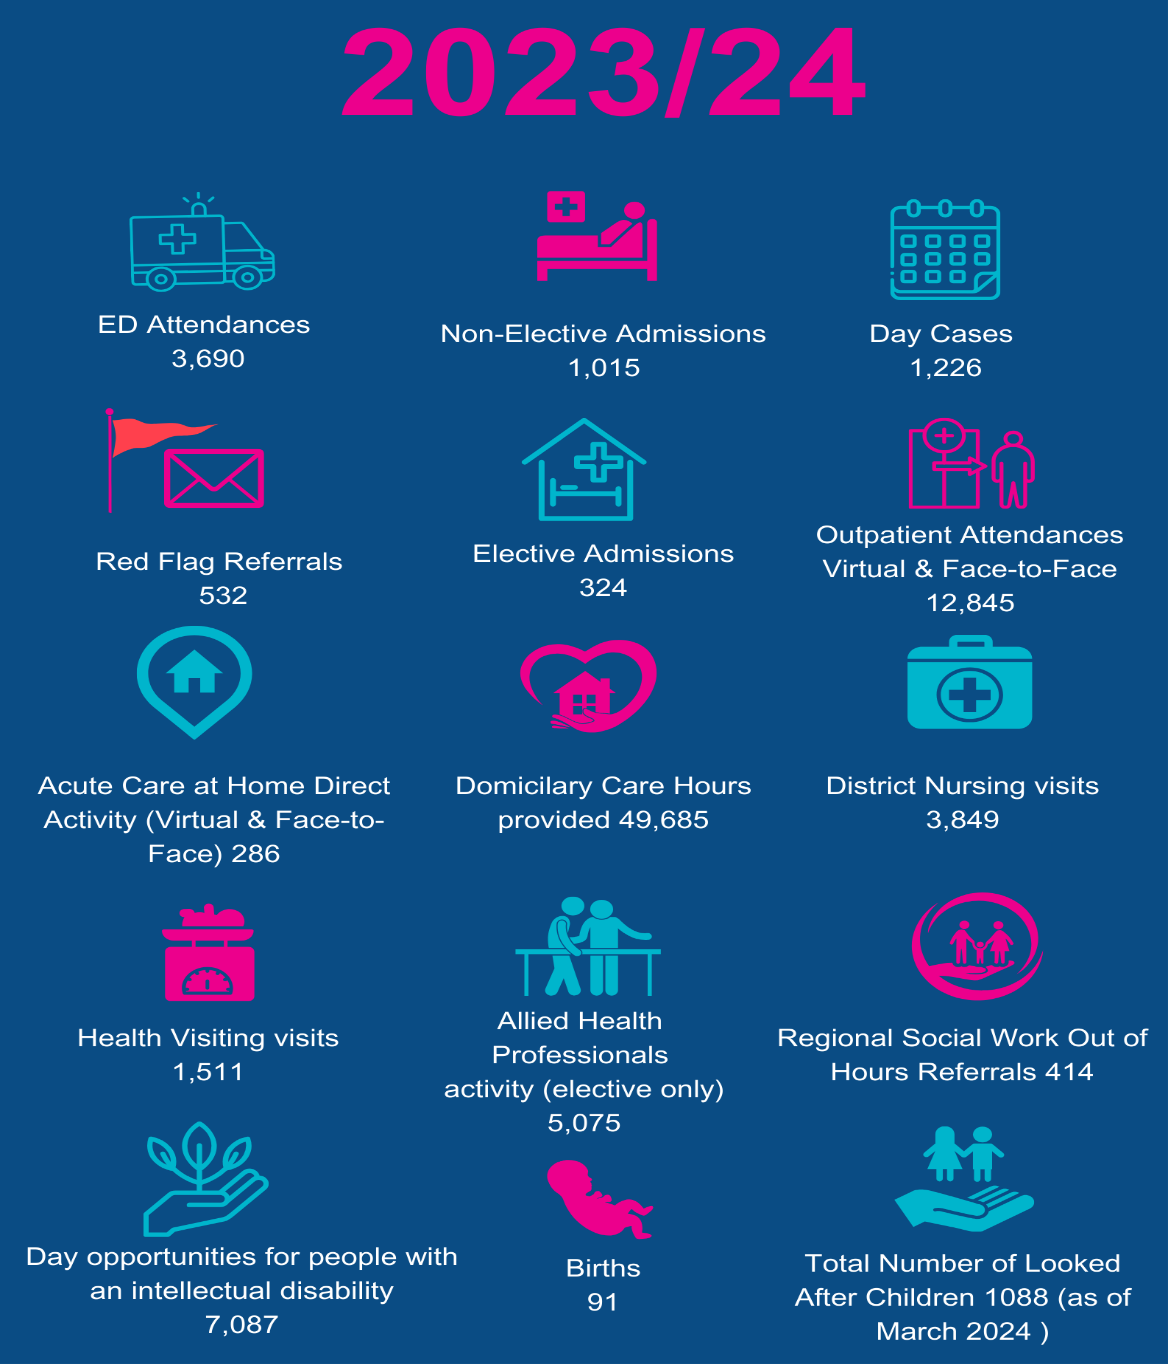 2023/24
ED Attendances
3,690
Non-Elective Admissions
1,015
Day Cases
1,226
Red Flag Referrals
532
Elective Admissions
324
Outpatient Attendances
Virtual & Face-to-Face
12,845
Acute Care at Home Direct
Activity (Virtual & Face-to-
Face) 286
Domicilary Care Hours
provided 49,685
District Nursing visits
3,849
Health Visiting visits
1,511
Allied Health
Professionals
activity (elective only)
5,075
Regional Social Work Out of
Hours Referrals 414
Day opportunities for people with
an intellectual disability
7,087
Births
91
Total Number of Looked
After Children 1088 (as of
March 2024 )